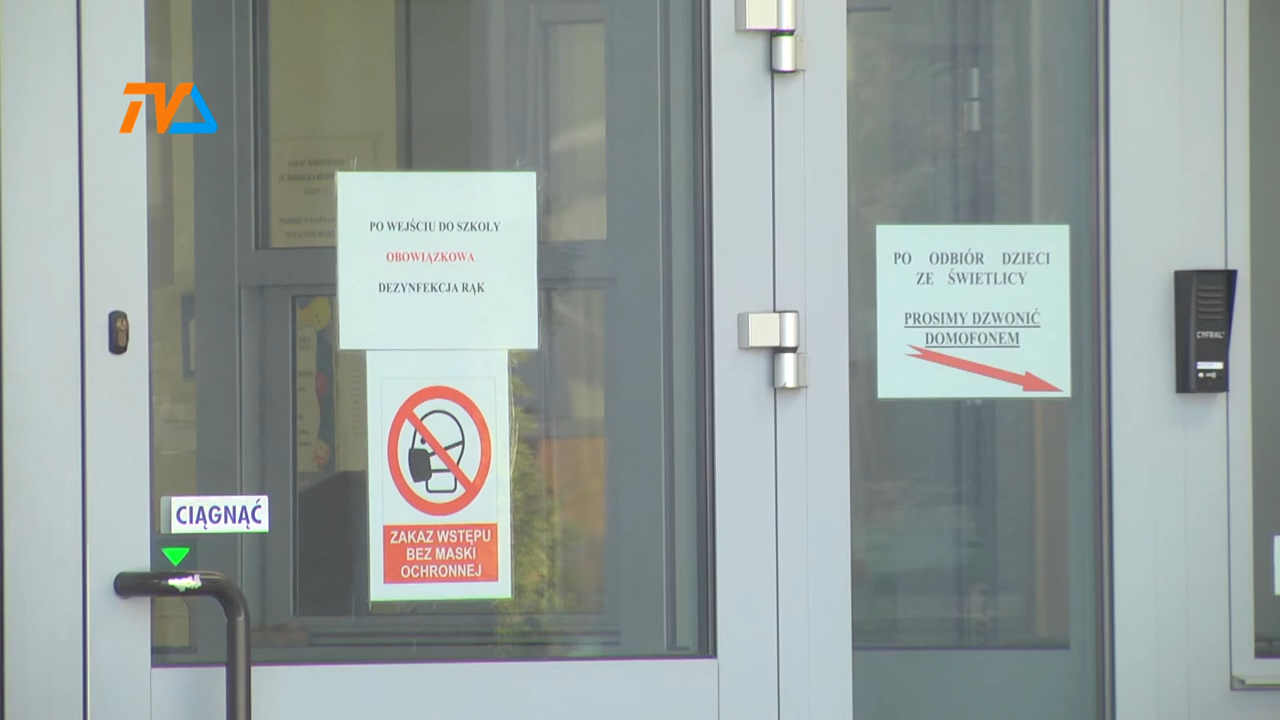 TVA
PO WEJŚCIU DO SZKOŁY
OBOWIĄZKOWA
DEZYNFEKCJA RĄK
ZAKAZ WSTĘPU
BEZ MASKI
OCHRONNEJ
CIĄGNĄĆ
PO ODBIÓR DZIECI
ZE ŚWIETLICY
PROSIMY DZWONIĆ
DOMOFONEM
CYFRAL